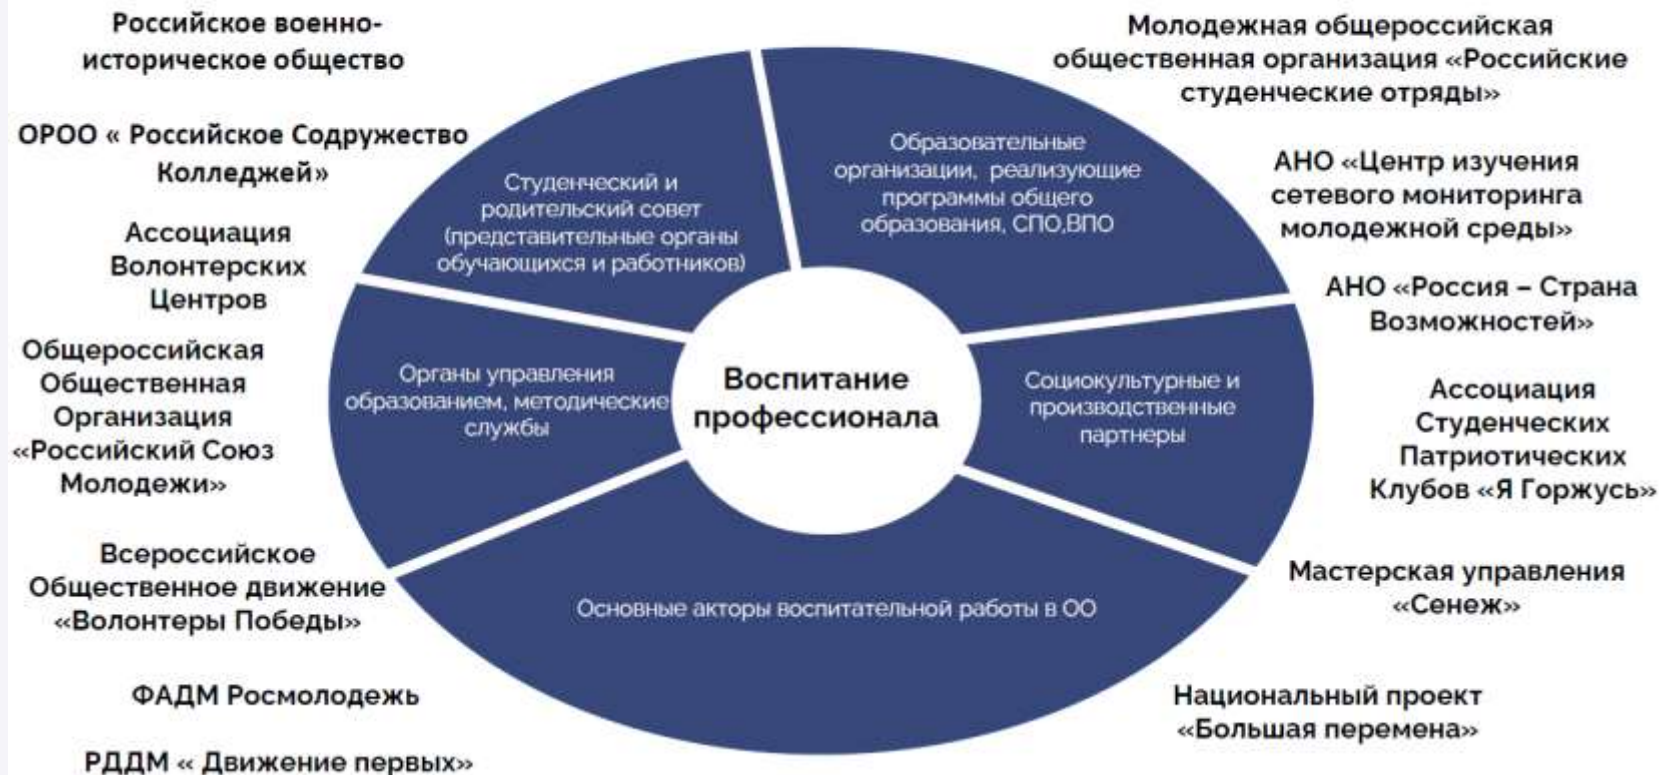 Российское военно-
историческое общество
ОРОО « Российское Содружество
Колледжей»
Ассоциация
Волонтерских
Центров
Общероссийская
Общественная
Организация
«Российский Союз
Молодежи»
Всероссийское
Общественное движение
«Волонтеры Победы»
ФАДМ Росмолодежь
РДДМ « Движение первых»
Студенческий и
родительский совет
(представительные органы
обучающихся и работников)
Образовательные
организации, реализующие
программы общего
образования, СПО,ВПО
Органы управления
образованием, методические
службы
Воспитание
профессионала
Социокультурные и
производственные
партнеры
Основные акторы воспитательной работы в ОО
Молодежная общероссийская
общественная организация «Российские
студенческие отряды»
АНО «Центр изучения
сетевого мониторинга
молодежной среды»
АНО «Россия – Страна
Возможностей»
Ассоциация
Студенческих
Патриотических
Клубов «Я Горжусь»
Мастерская управления
«Сенеж»
Национальный проект
«Большая перемена»